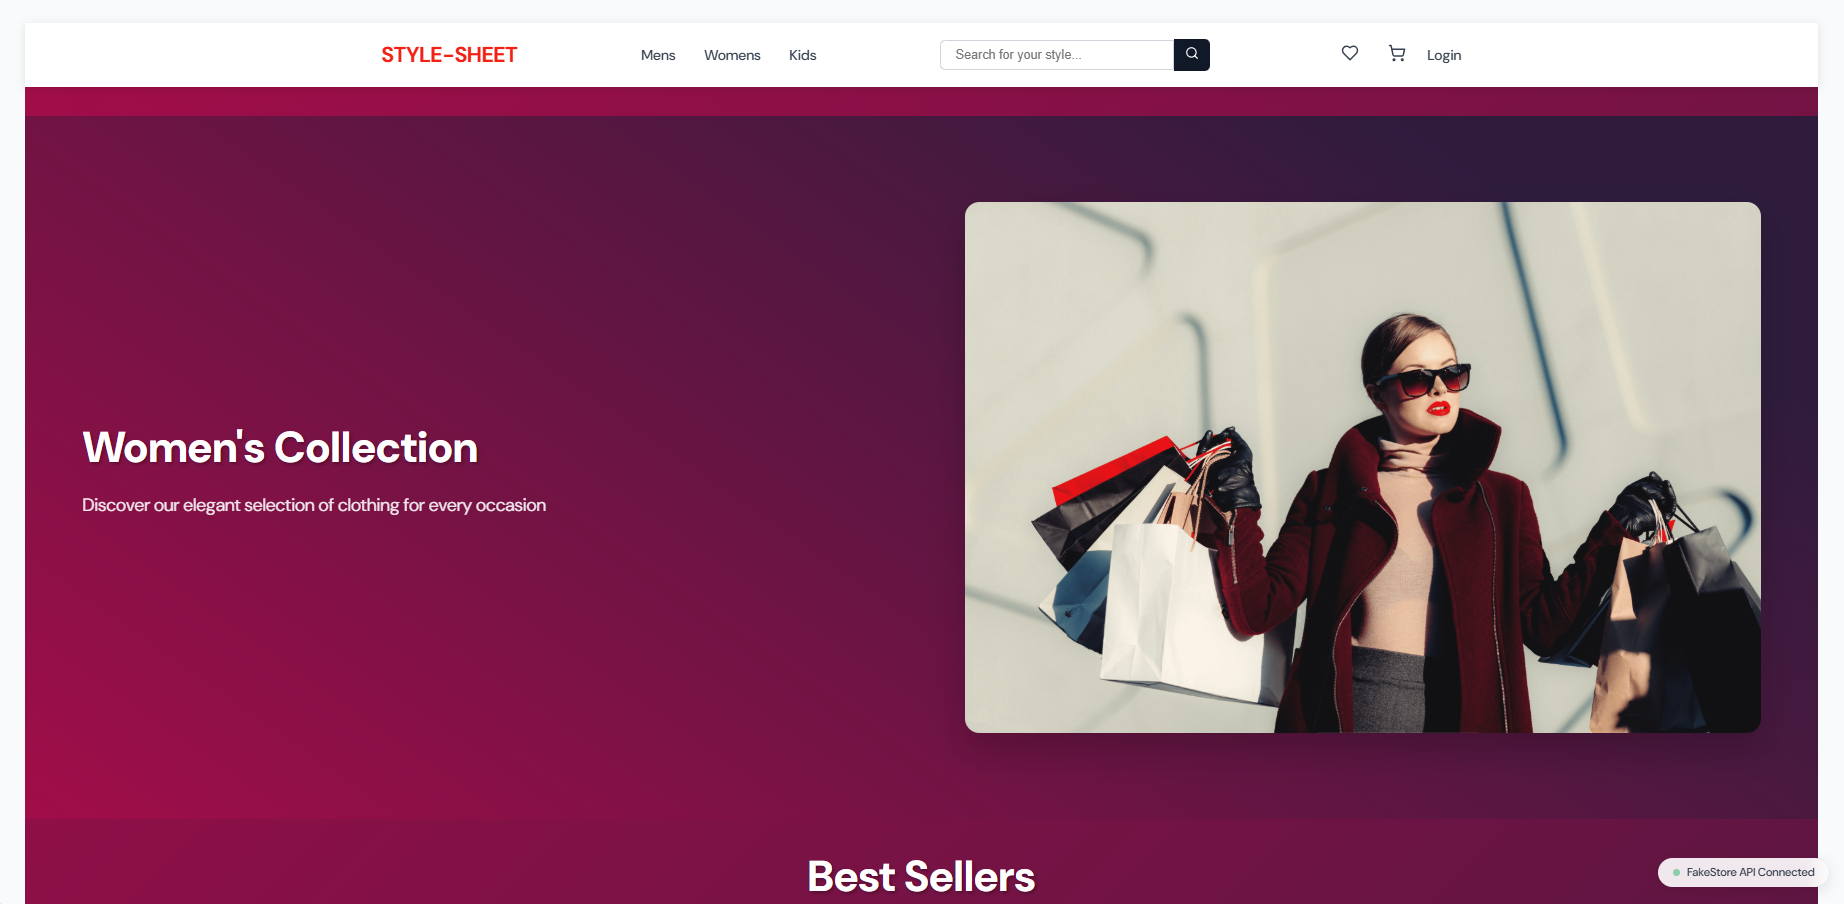 STYLE-SHEET
Mens
Womens
Kids
Search for your style...
Login
Women's Collection
Discover our elegant selection of clothing for every occasion
Best Sellers
FakeStore API Connected